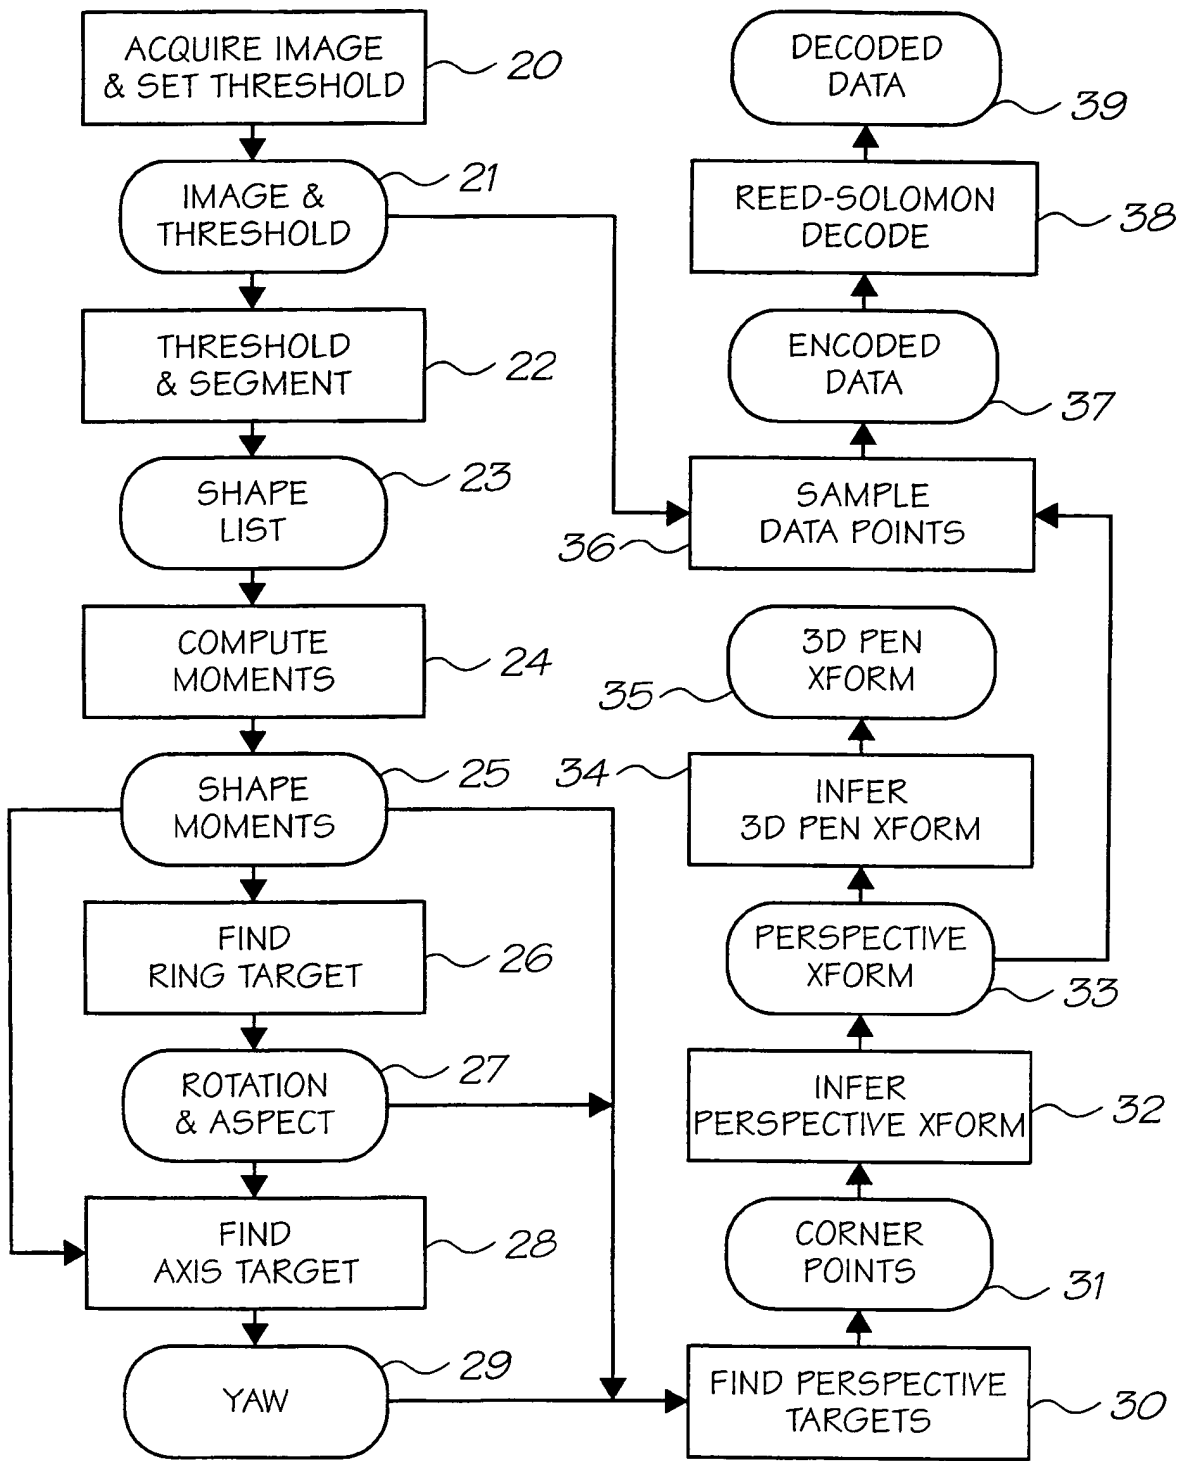 ACQUIRE IMAGE
& SET THRESHOLD
20
IMAGE &
THRESHOLD
21
THRESHOLD
& SEGMENT
22
SHAPE
LIST
23
COMPUTE
MOMENTS
24
SHAPE
MOMENTS
25
FIND
RING TARGET
26
ROTATION
& ASPECT
27
FIND
AXIS TARGET
28
YAW
29
DECODED
DATA
39
REED-SOLOMON
DECODE
38
ENCODED
DATA
37
SAMPLE
DATA POINTS
36
3D PEN
XFORM
35
INFER
3D PEN XFORM
34
PERSPECTIVE
XFORM
33
INFER
PERSPECTIVE XFORM
32
CORNER
POINTS
31
FIND PERSPECTIVE
TARGETS
30